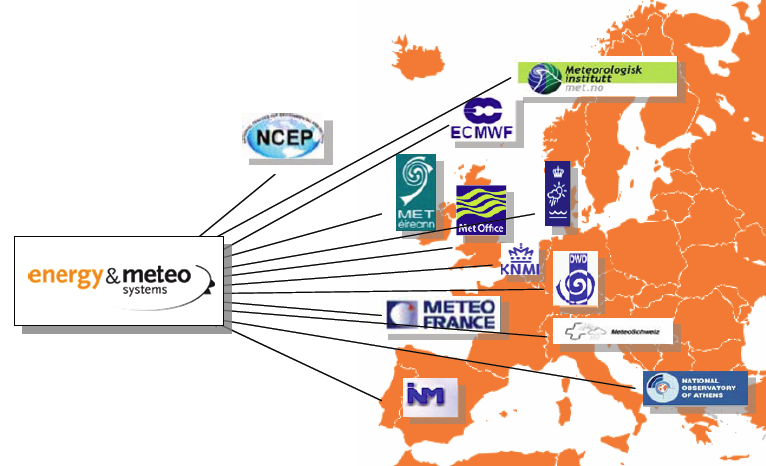 Meteorologisk
institutt
met.no
ECMWF
NCEP
MET
éireann
Met Office
KNMI
DWD
energy & meteo
systems
METEO
FRANCE
MeteoSchweiz
INM
NATIONAL
OBSERVATORY
OF ATHENS